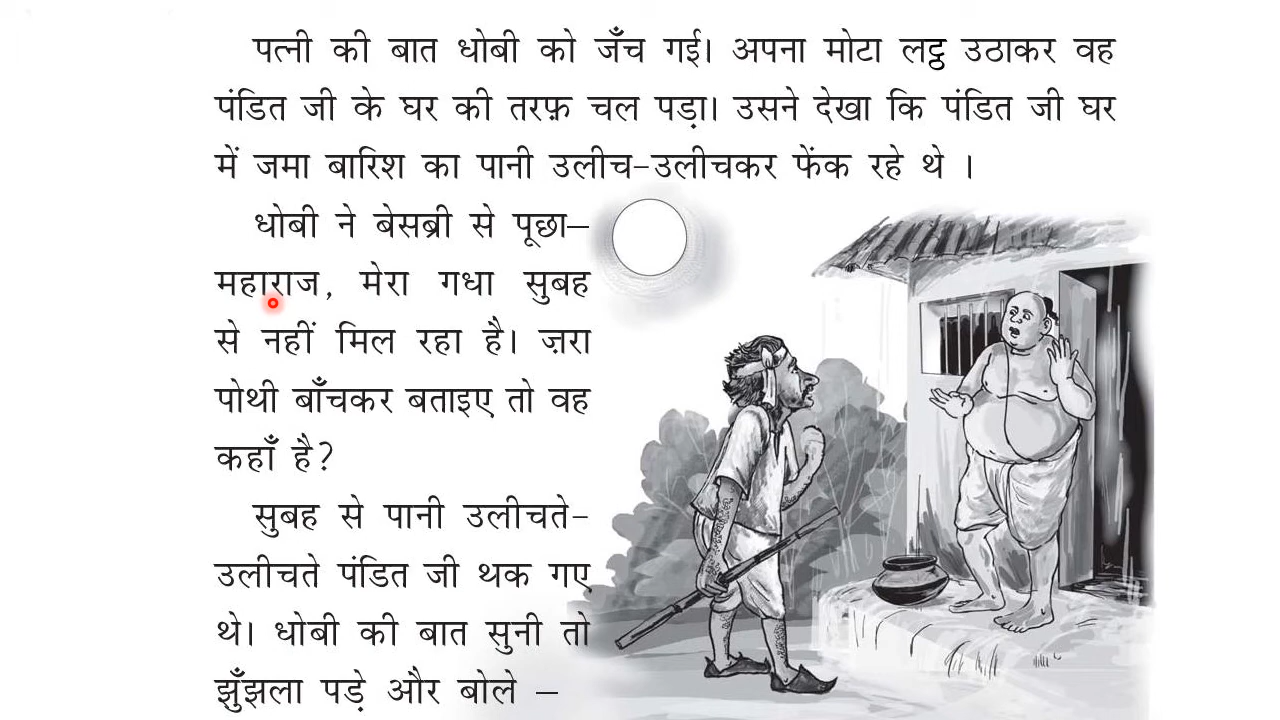 पत्नी की बात धोबी को जँच गई। अपना मोटा लट्ठ उठाकर वह
पंडित जी के घर की तरफ़ चल पड़ा। उसने देखा कि पंडित जी घर
में जमा बारिश का पानी उलीच-उलीचकर फेंक रहे थे ।
धोबी ने बेसब्री से पूछा–
महाराज, मेरा गधा सुबह
से नहीं मिल रहा है। ज़रा
पोथी बाँचकर बताइए तो वह
कहाँ है?
सुबह से पानी उलीचते-
उलीचते पंडित जी थक गए
थे। धोबी की बात सुनी तो
झुँझला पड़े और बोले –